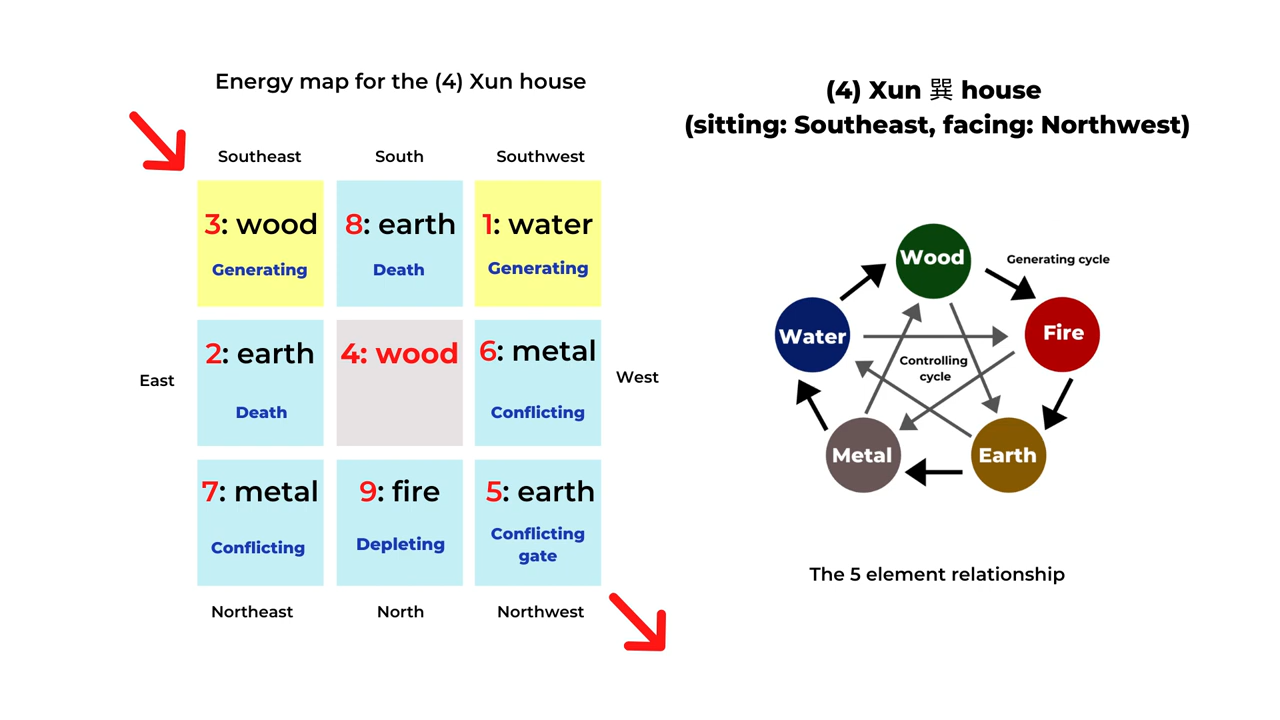 Energy map for the (4) Xun house
Southeast
South
Southwest
3: wood
Generating
8: earth
Death
1: water
Generating
East
2: earth
Death
4: wood
6: metal
Conflicting
West
7: metal
Conflicting
9: fire
Depleting
5: earth
Conflicting
gate
Northeast
North
Northwest
(4) Xun 巽 house
(sitting: Southeast, facing: Northwest)
Wood
Generating cycle
Water
Fire
Controlling
cycle
Metal
Earth
The 5 element relationship